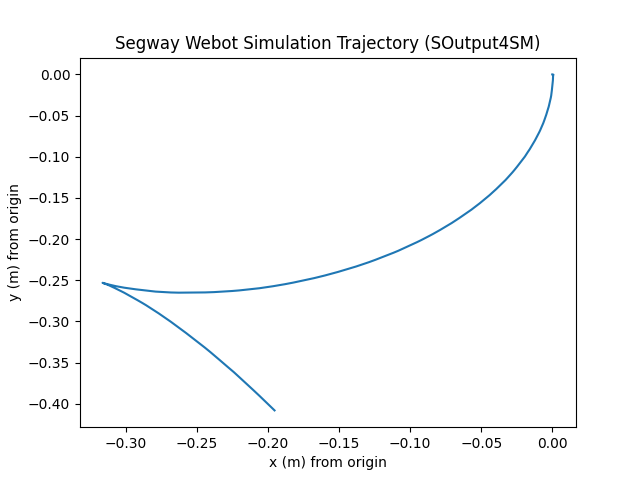 Segway Webot Simulation Trajectory (SOutput4SM)
0.00
−0.05
−0.10
−0.15
−0.20
−0.25
−0.30
−0.35
−0.40
y (m) from origin
−0.30 −0.25 −0.20 −0.15 −0.10 −0.05 0.00
x (m) from origin